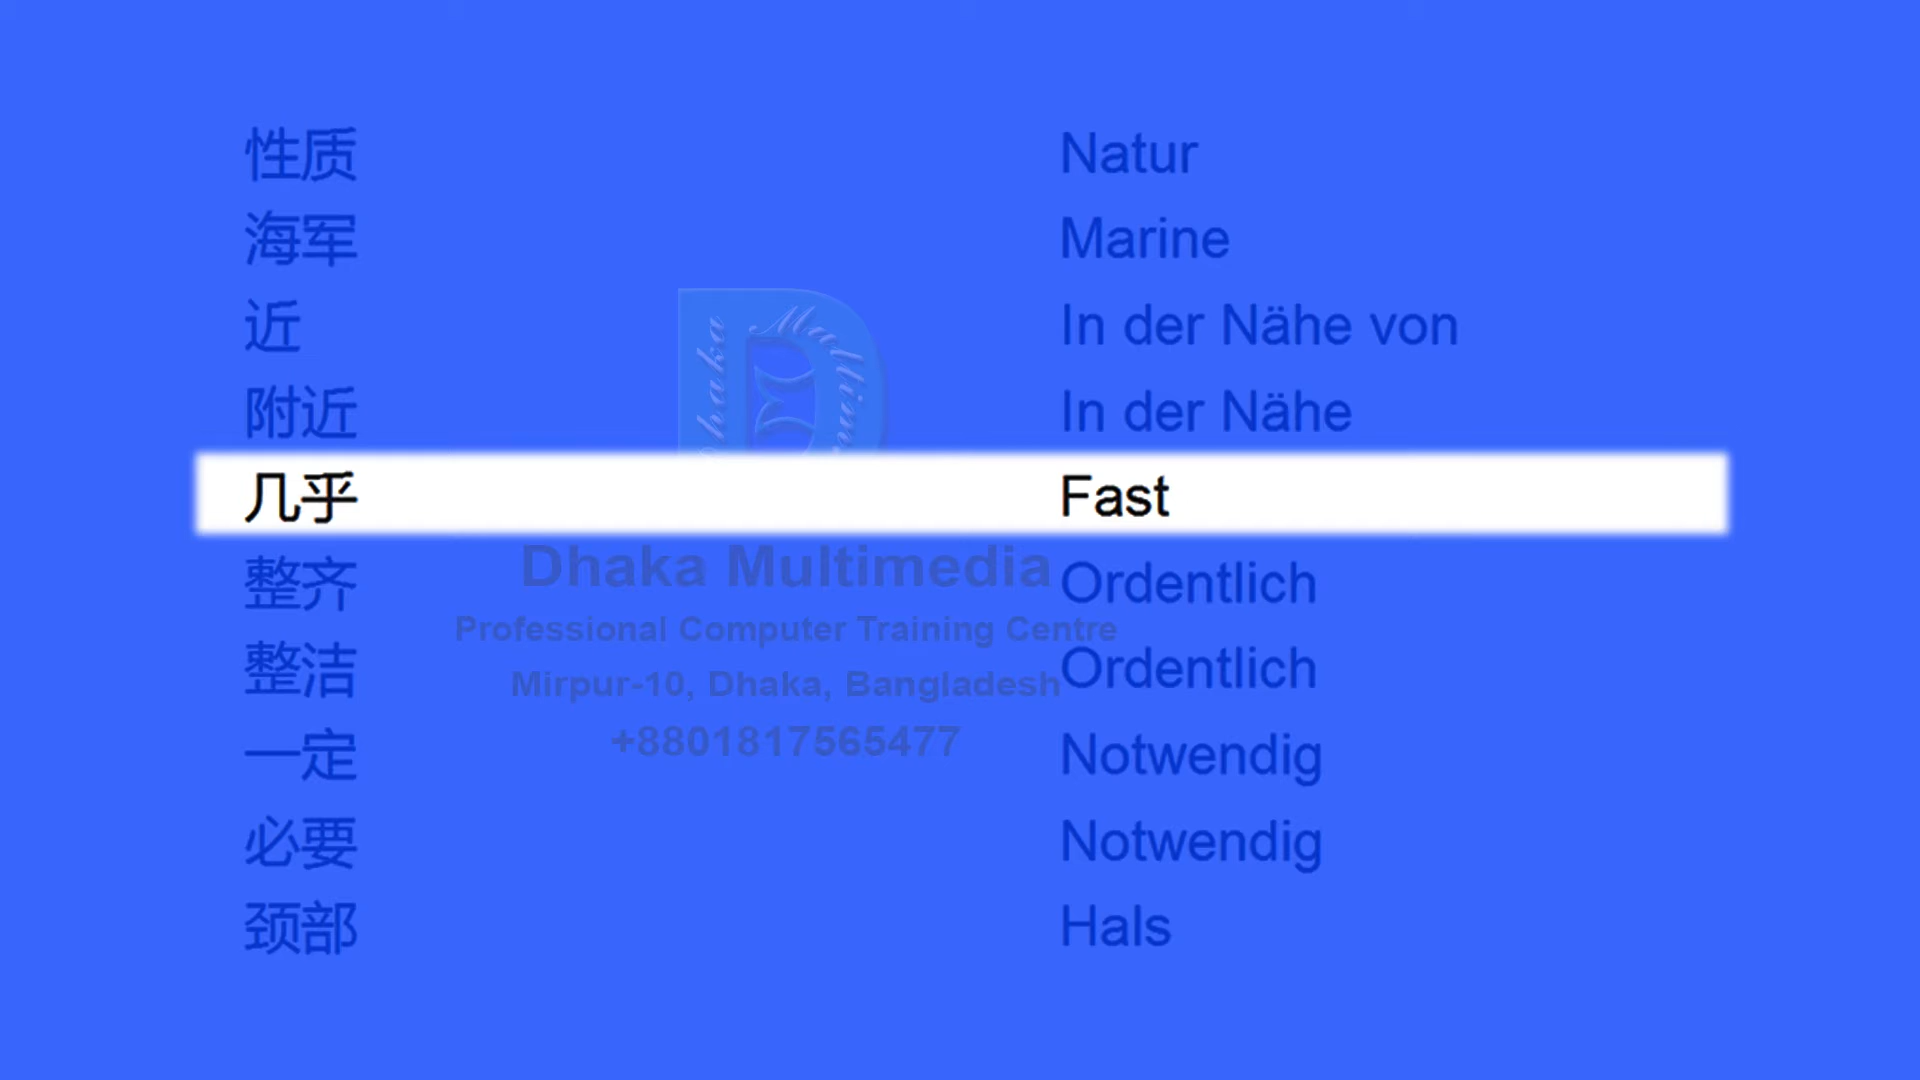 性质 Natur
海军 Marine
近 In der Nähe von
附近 In der Nähe
几乎 Fast
整齐 Ordentlich
整洁 Ordentlich
一定 Notwendig
必要 Notwendig
颈部 Hals
Dhaka Multimedia
Professional Computer Training Centre
Mirpur-10, Dhaka, Bangladesh
+8801817565477